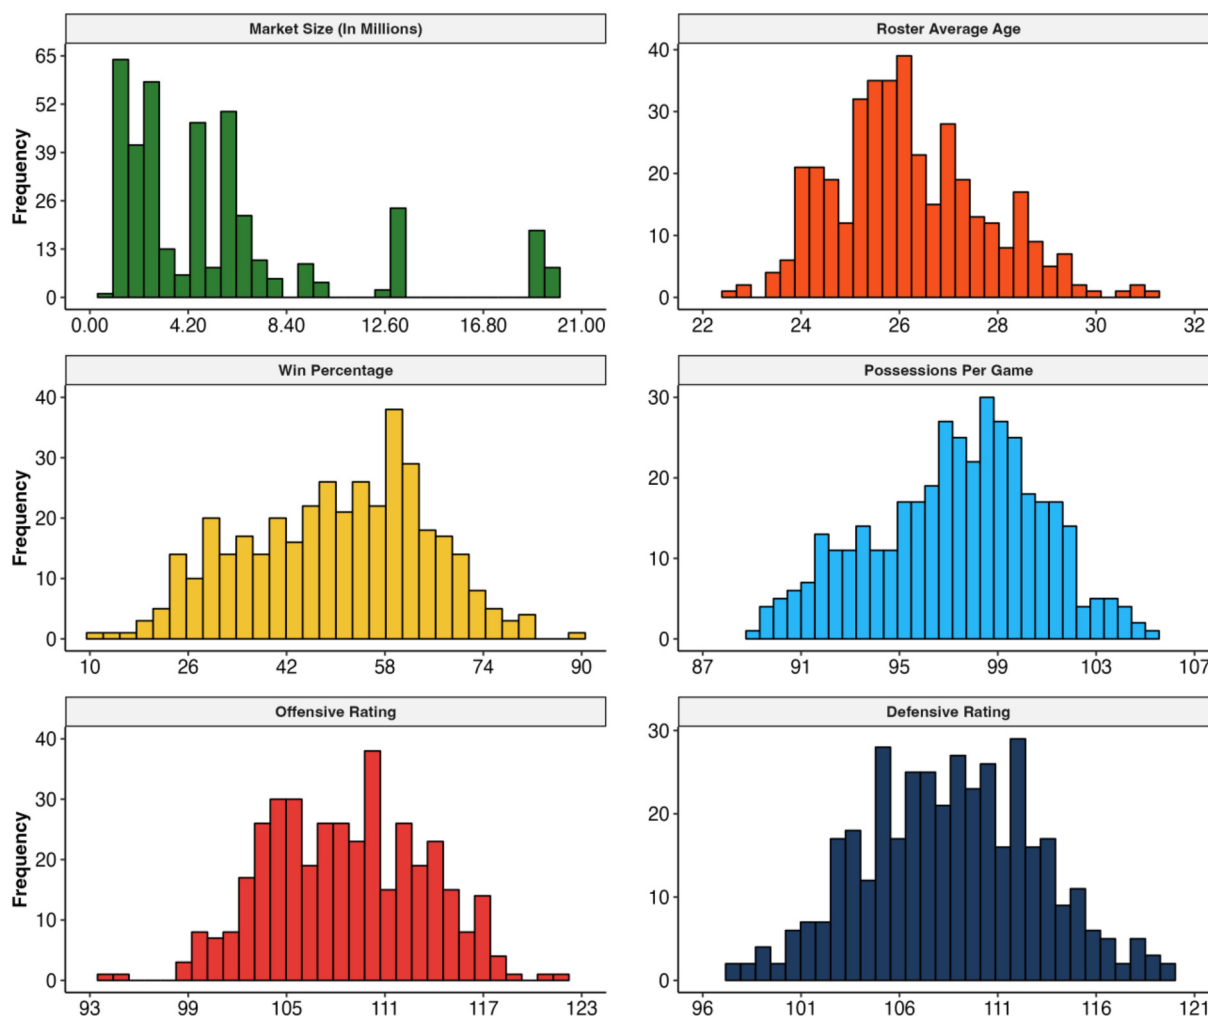 Market Size (In Millions)
65
52
39
26
13
0
Frequency
0.00 4.20 8.40 12.60 16.80 21.00
Roster Average Age
40
30
20
10
0
22 24 26 28 30 32
Win Percentage
40
30
20
10
0
Frequency
10 26 42 58 74 90
Possessions Per Game
30
20
10
0
87 91 95 99 103 107
Offensive Rating
40
30
20
10
0
Frequency
93 99 105 111 117 123
Defensive Rating
30
20
10
0
96 101 106 111 116 121